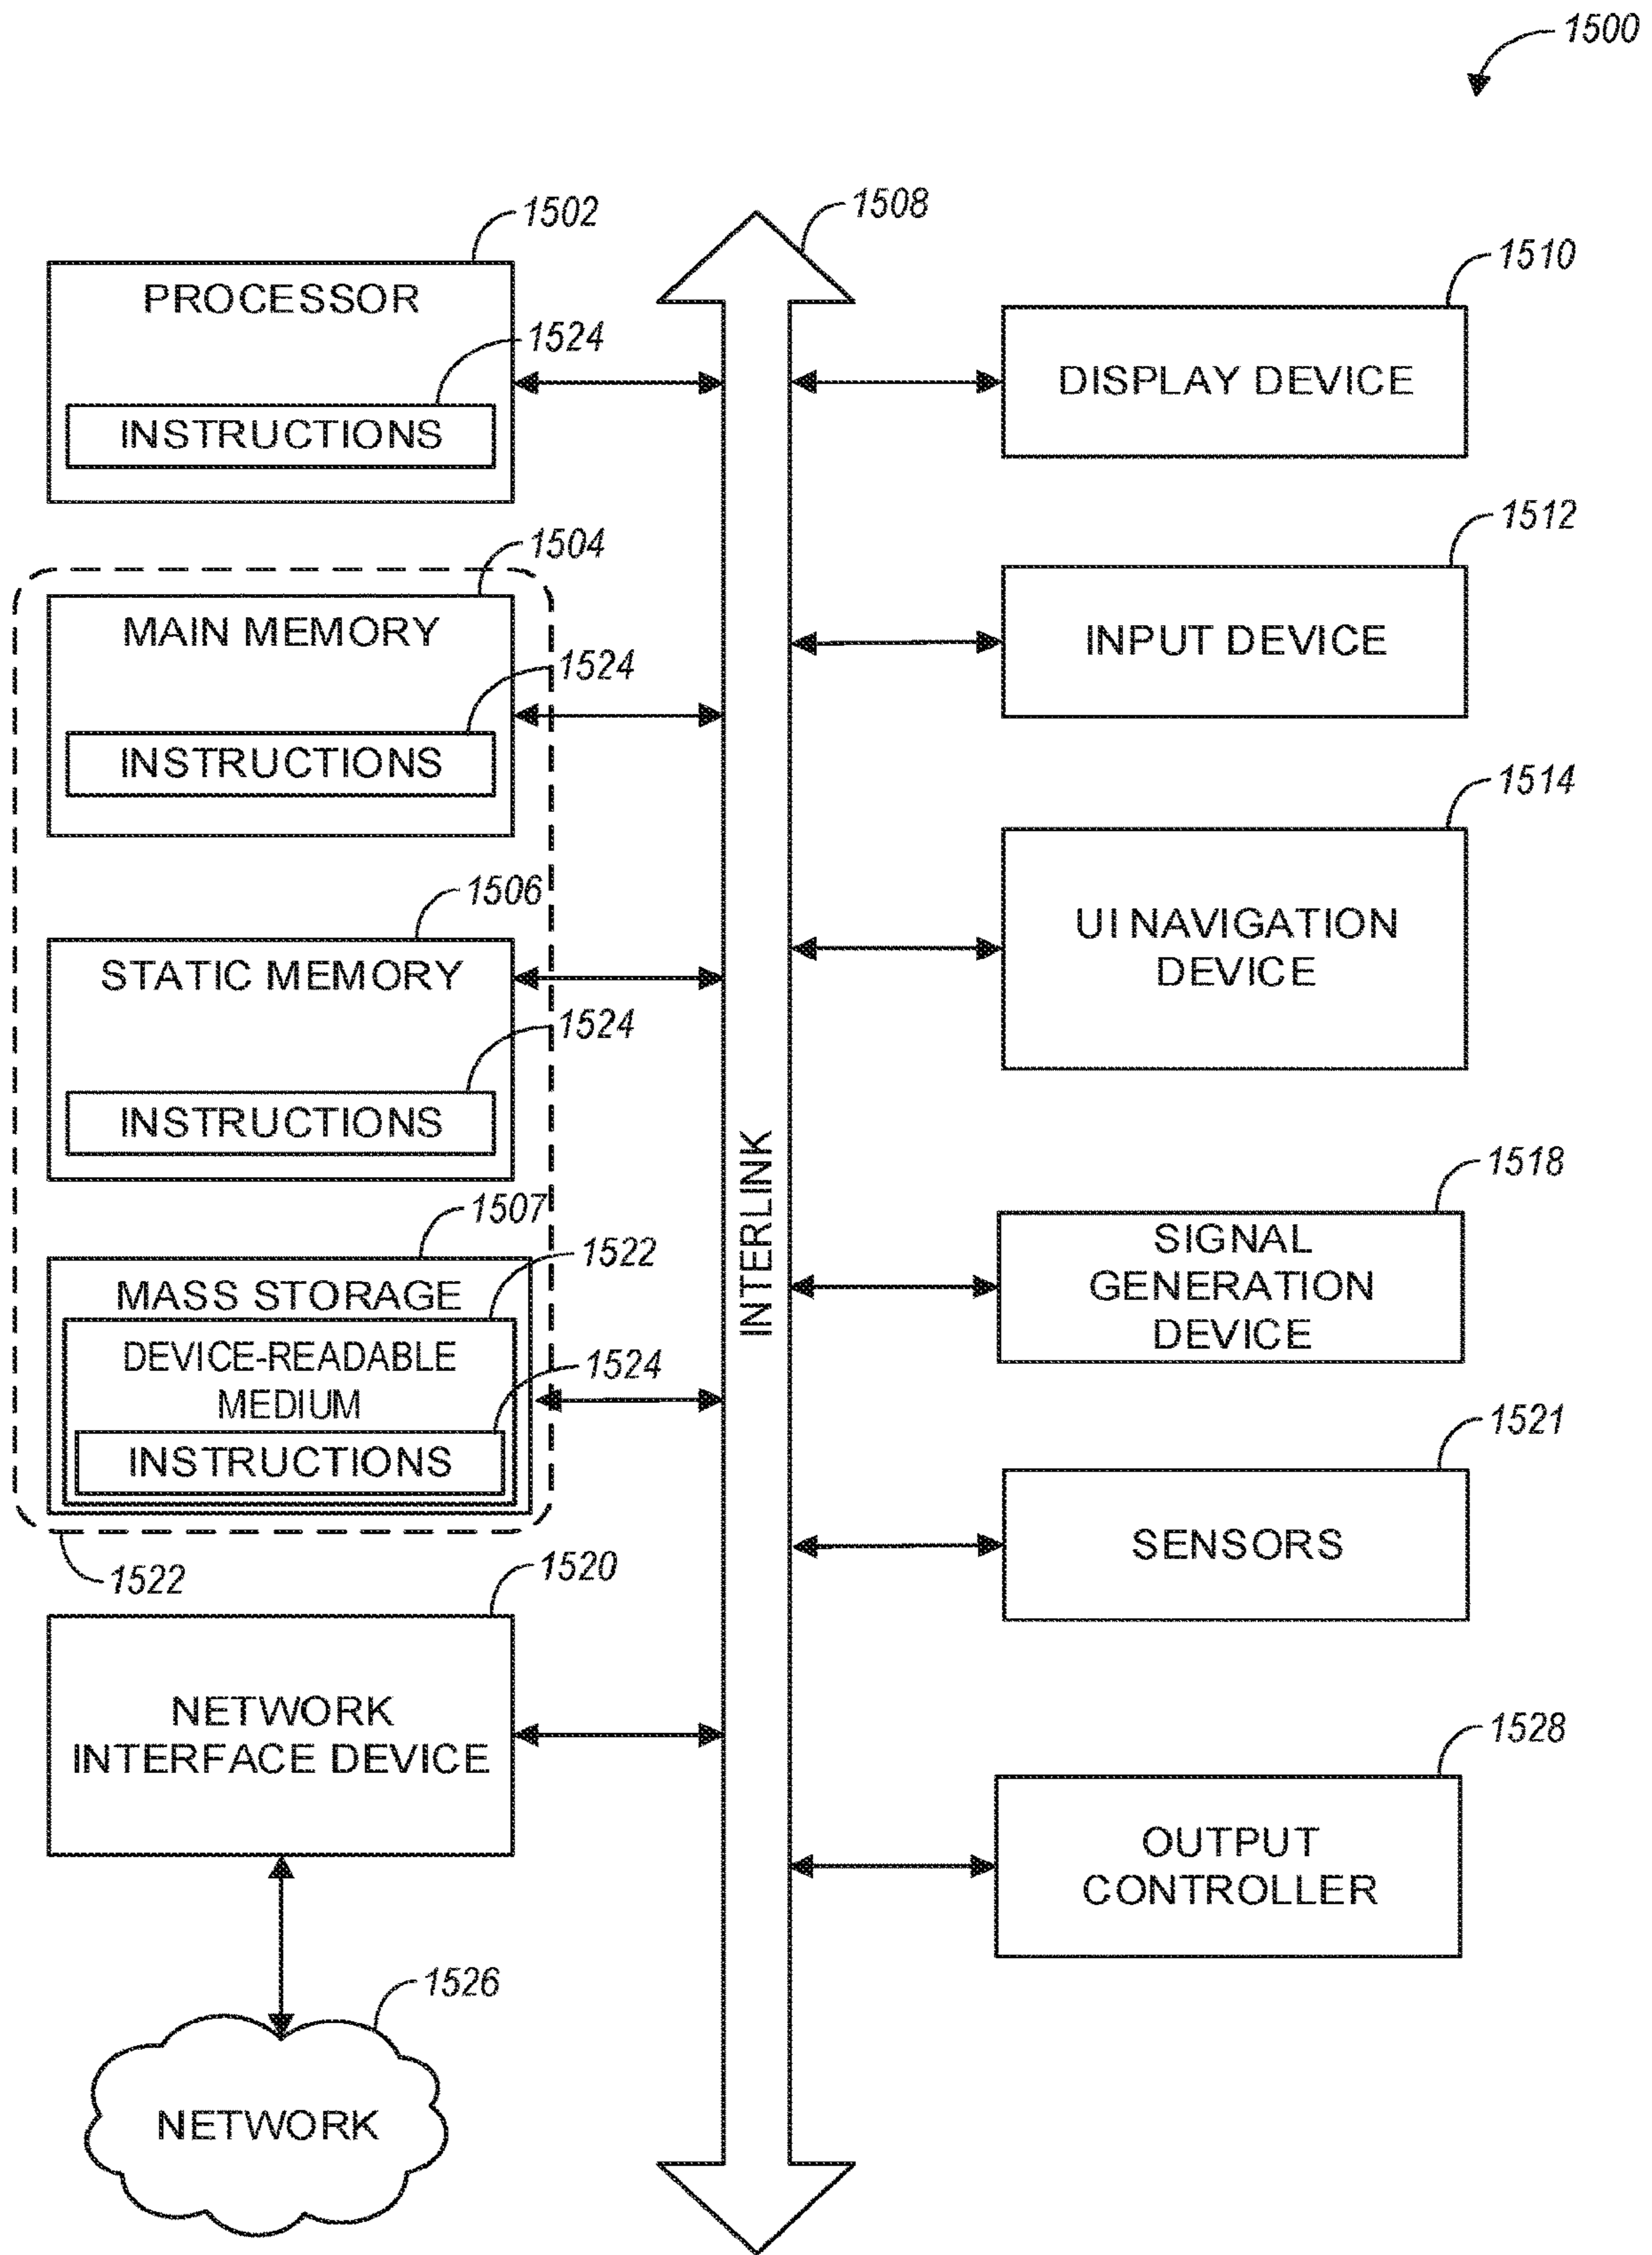 1500
1502
PROCESSOR
1524
INSTRUCTIONS
1504
MAIN MEMORY
1524
INSTRUCTIONS
1506
STATIC MEMORY
1524
INSTRUCTIONS
1507
MASS STORAGE
1522
DEVICE-READABLE
MEDIUM
1524
INSTRUCTIONS
1522
1520
NETWORK
INTERFACE DEVICE
1526
NETWORK
1508
INTERLINK
1510
DISPLAY DEVICE
1512
INPUT DEVICE
1514
UI NAVIGATION
DEVICE
1518
SIGNAL
GENERATION
DEVICE
1521
SENSORS
1528
OUTPUT
CONTROLLER